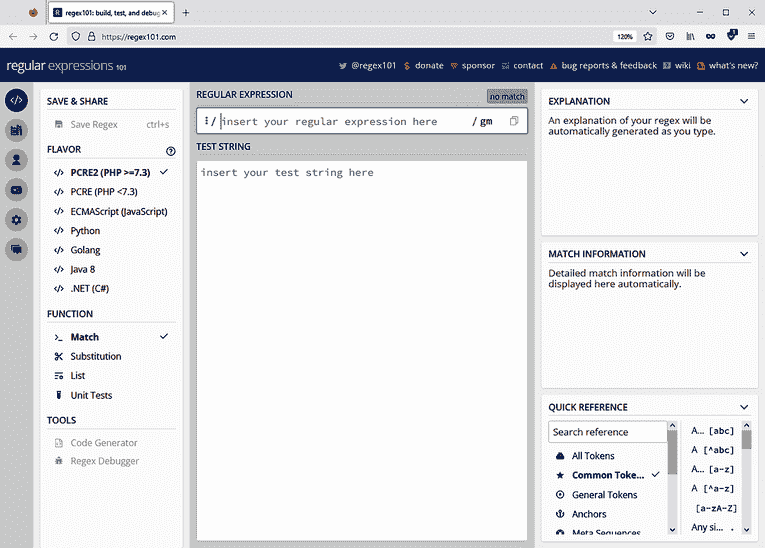 regex101: build, test, and debug
https://regex101.com
120%
regular expressions 101
@regex101 donate sponsor contact bug reports & feedback wiki what's new?
SAVE & SHARE
Save Regex ctrl+s
FLAVOR
PCRE2 (PHP >=7.3)
PCRE (PHP <7.3)
ECMAScript (JavaScript)
Python
Golang
Java 8
.NET (C#)
FUNCTION
Match
Substitution
List
Unit Tests
TOOLS
Code Generator
Regex Debugger
REGULAR EXPRESSION
no match
/ insert your regular expression here / gm
TEST STRING
insert your test string here
EXPLANATION
An explanation of your regex will be
automatically generated as you type.
MATCH INFORMATION
Detailed match information will be
displayed here automatically.
QUICK REFERENCE
Search reference
All Tokens
Common Toke...
General Tokens
Anchors
Meta Sequences
A... [abc]
A [^abc]
A... [a-z]
A [^a-z]
[a-zA-Z]
Any si... .